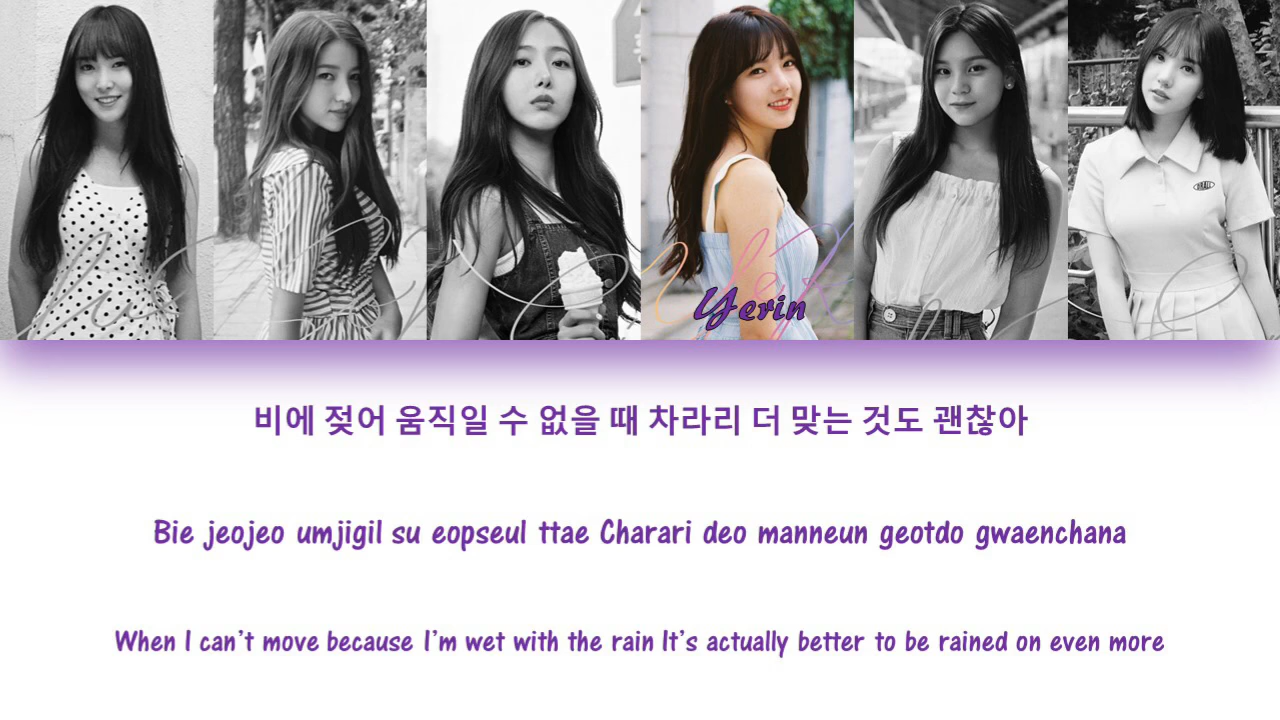 Yerin
비에 젖어 움직일 수 없을 때 차라리 더 맞는 것도 괜찮아
Bie jeojeo umjigil su eopseul ttae Charari deo manneun geotdo gwaenchana
When I can't move because I'm wet with the rain It's actually better to be rained on even more